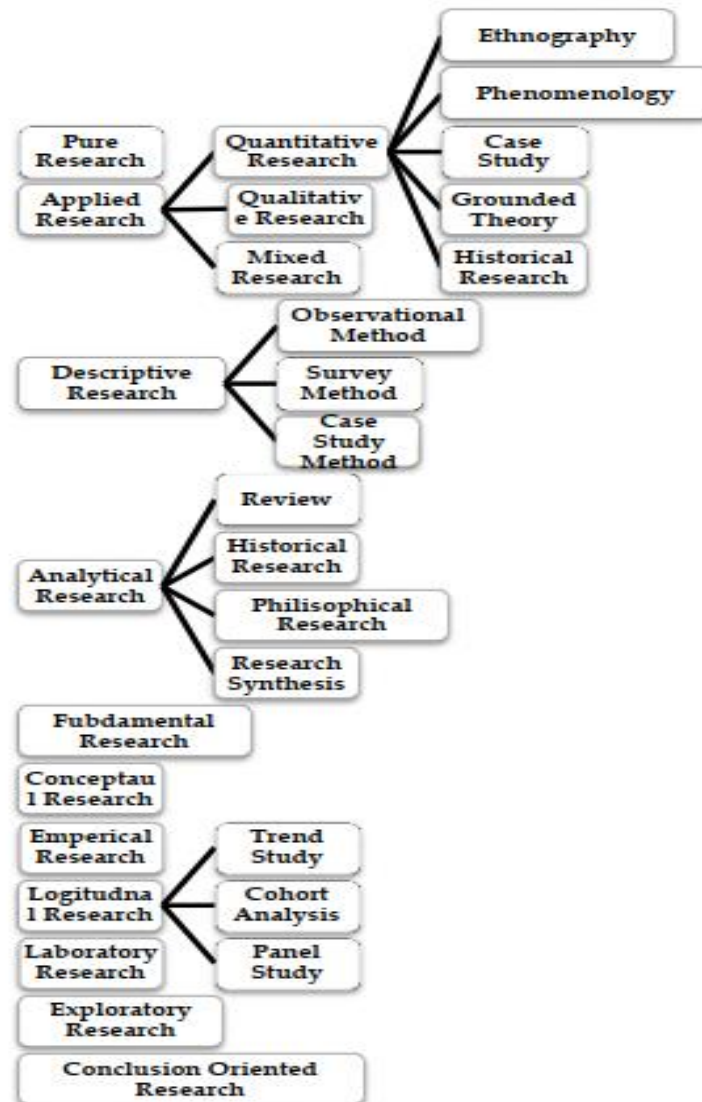 Ethnography
Phenomenology
Pure
Research
Quantitative
Research
Case
Study
Applied
Research
Qualitativ
e Research
Grounded
Theory
Mixed
Research
Historical
Research
Observational
Method
Descriptive
Research
Survey
Method
Case
Study
Method
Review
Historical
Research
Analytical
Research
Philisophical
Research
Research
Synthesis
Fubdamental
Research
Conceptau
l Research
Emperical
Research
Trend
Study
Logitudna
l Research
Cohort
Analysis
Laboratory
Research
Panel
Study
Exploratory
Research
Conclusion Oriented
Research